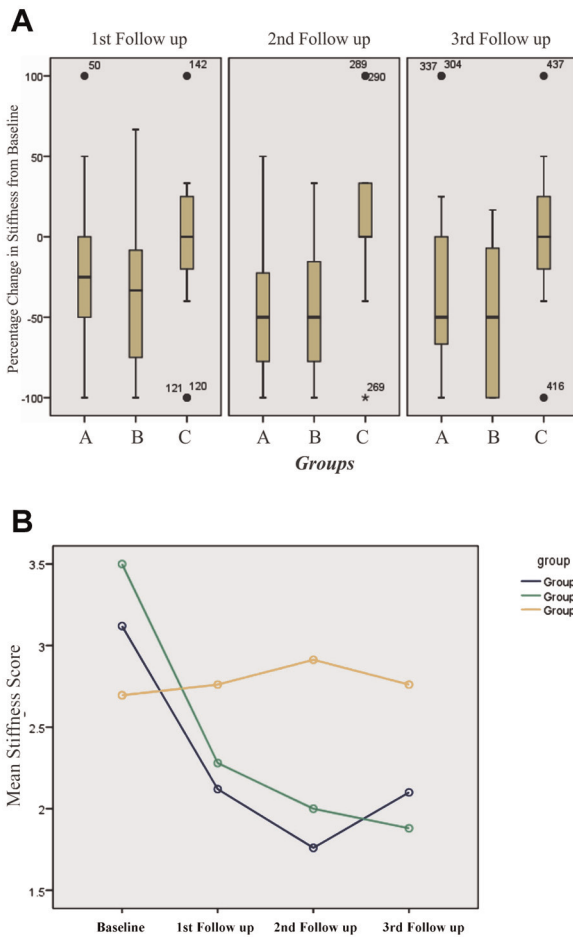 A
1st Follow up 2nd Follow up 3rd Follow up
Percentage Change in Stiffness from Baseline
100
50
0
-50
-100
50 142
121 120
289
290
269
337 304 437
416
A B C A B C A B C
Groups
B
Mean Stiffness Score
3.5
3
2.5
2
1.5
Baseline 1st Follow up 2nd Follow up 3rd Follow up
group
Group
Group
Group